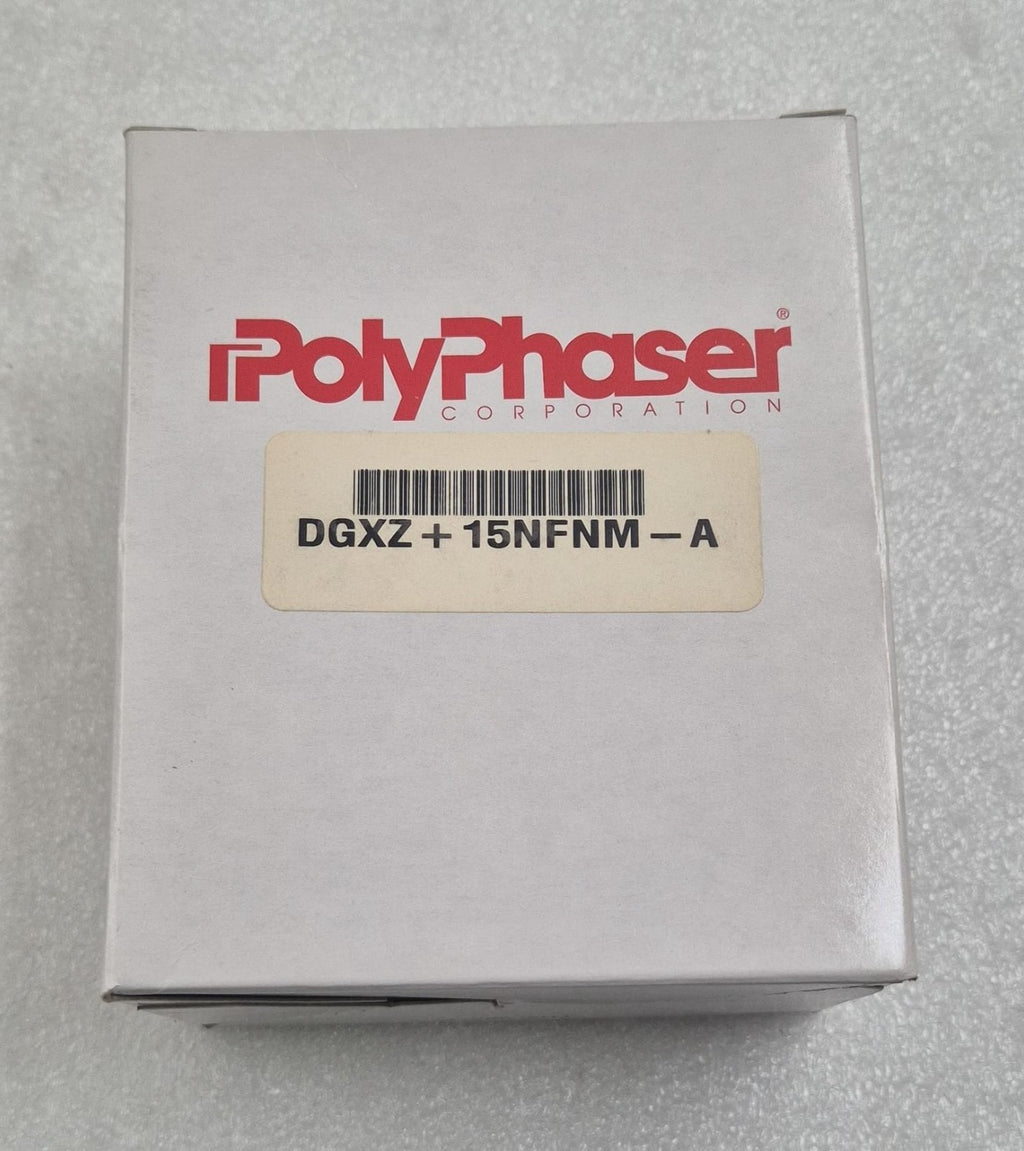 PolyPhaser®
CORPORATION
DGXZ + 15NFNM - A